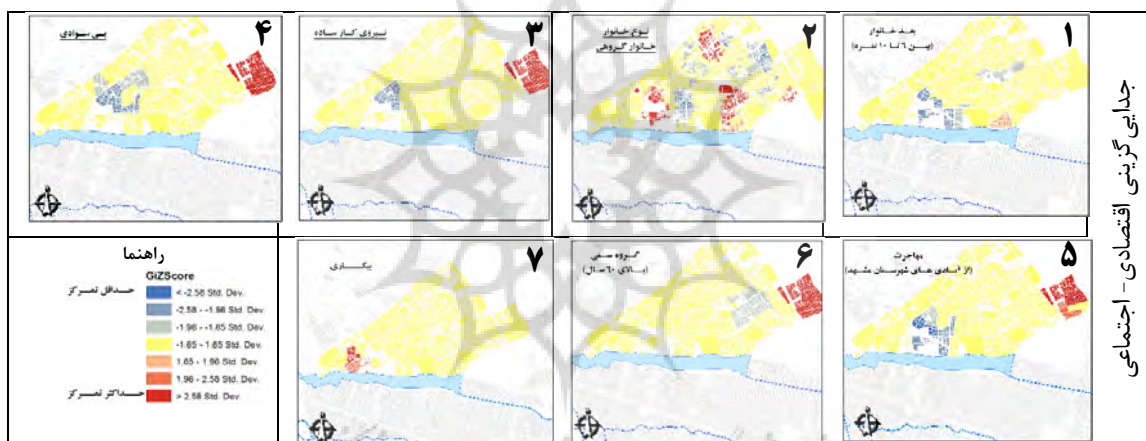 جدایی گزینی اقتصادی- اجتماعی
۱
بعد خانوار
(بین ٦ تا ١٠ نفره)
۲
نوع خانوار
خانوار گروهی
۳
نیروی کار ساده
۴
بی سوادی
۵
مهاجرت
(از آبادی های شهرستان مشهد)
۶
گروه سنی
(بالای ٦٠ سال)
۷
بیکاری
راهنما
GiZScore
حداقل تمرکز
< -2.58 Std. Dev.
-2.58 - -1.96 Std. Dev.
-1.96 - -1.65 Std. Dev.
-1.65 - 1.65 Std. Dev.
1.65 - 1.96 Std. Dev.
1.96 - 2.58 Std. Dev.
حداکثر تمرکز
> 2.58 Std. Dev.